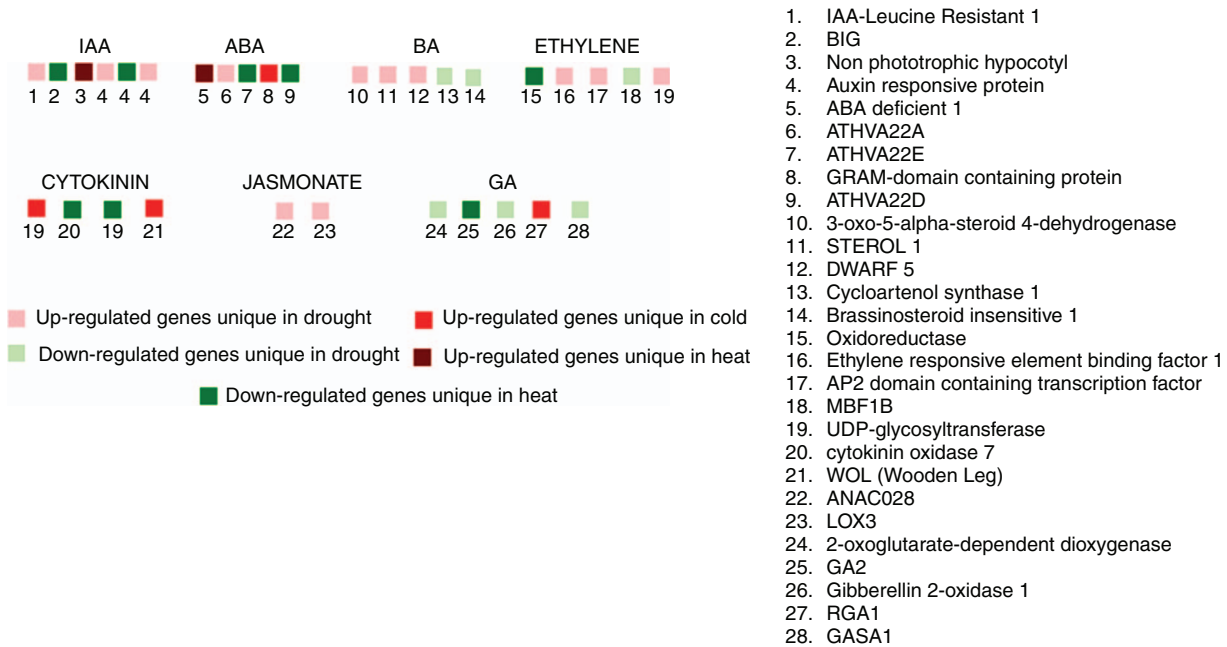 IAA ABA BA ETHYLENE
1 2 3 4 4 4 5 6 7 8 9 10 11 12 13 14 15 16 17 18 19
CYTOKININ JASMONATE GA
19 20 19 21 22 23 24 25 26 27 28
Up-regulated genes unique in drought Up-regulated genes unique in cold
Down-regulated genes unique in drought Up-regulated genes unique in heat
Down-regulated genes unique in heat
1. IAA-Leucine Resistant 1
2. BIG
3. Non phototrophic hypocotyl
4. Auxin responsive protein
5. ABA deficient 1
6. ATHVA22A
7. ATHVA22E
8. GRAM-domain containing protein
9. ATHVA22D
10. 3-oxo-5-alpha-steroid 4-dehydrogenase
11. STEROL 1
12. DWARF 5
13. Cycloartenol synthase 1
14. Brassinosteroid insensitive 1
15. Oxidoreductase
16. Ethylene responsive element binding factor 1
17. AP2 domain containing transcription factor
18. MBF1B
19. UDP-glycosyltransferase
20. cytokinin oxidase 7
21. WOL (Wooden Leg)
22. ANAC028
23. LOX3
24. 2-oxoglutarate-dependent dioxygenase
25. GA2
26. Gibberellin 2-oxidase 1
27. RGA1
28. GASA1